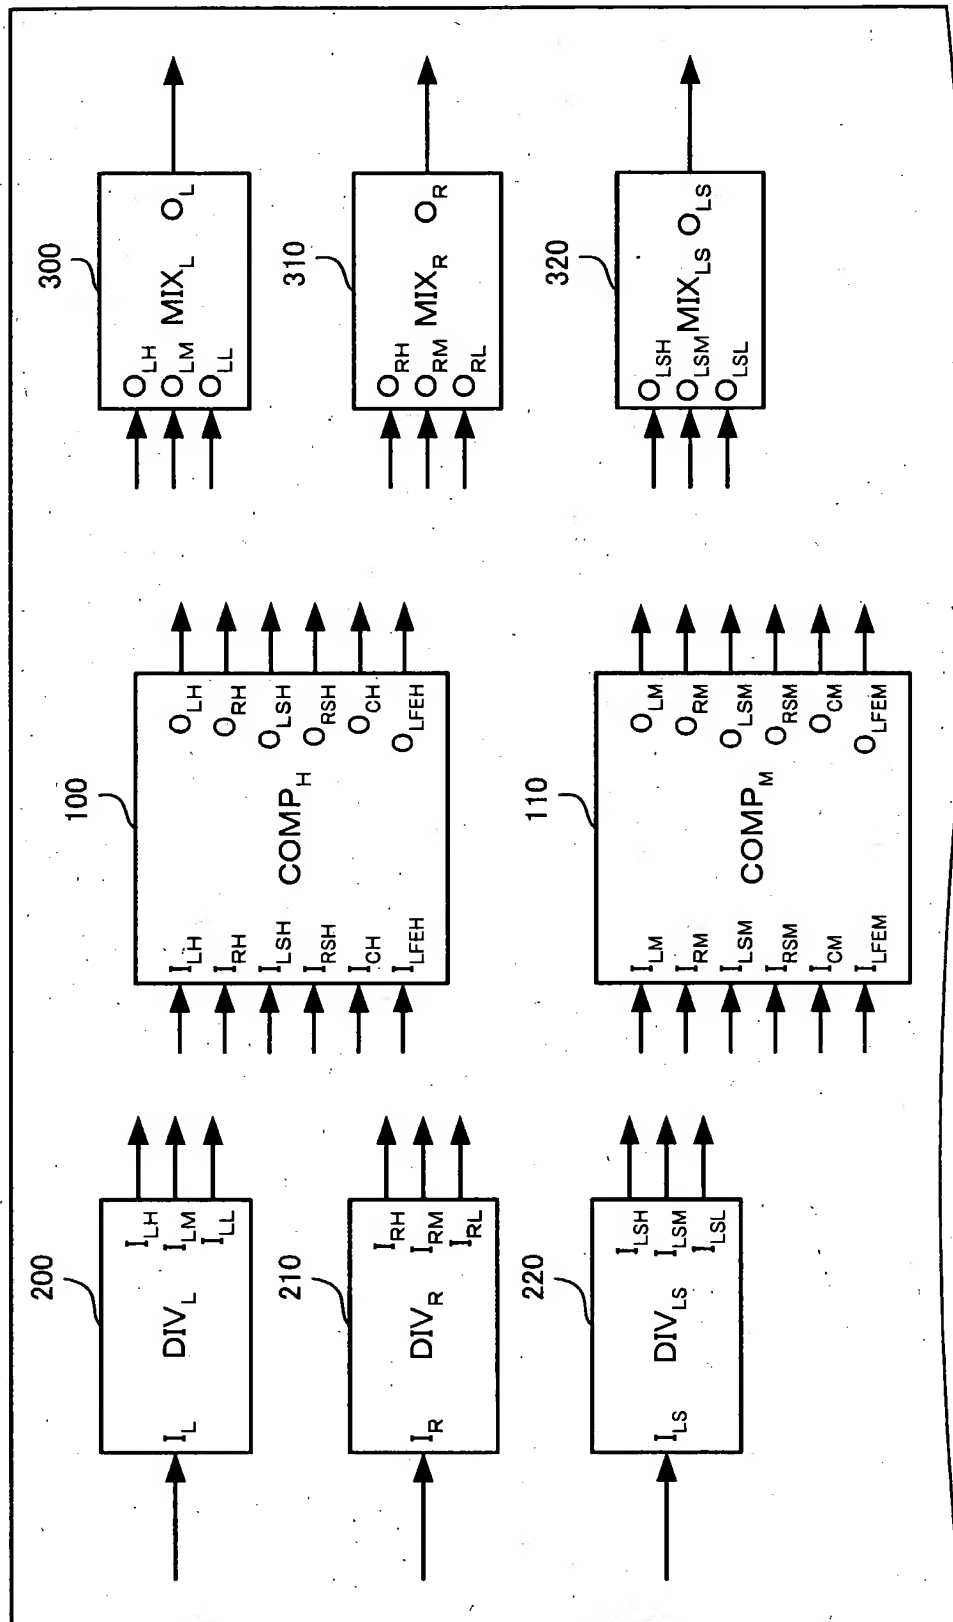 200
I_L DIV_L I_LH
I_LM
I_LL
210
I_R DIV_R I_RH
I_RM
I_RL
220
I_LS DIV_LS I_LSH
I_LSM
I_LSL
100
COMP_H
I_LH O_LH
I_RH O_RH
I_LSH O_LSH
I_RSH O_RSH
I_CH O_CH
I_LFEH O_LFEH
110
COMP_M
I_LM O_LM
I_RM O_RM
I_LSM O_LSM
I_RSM O_RSM
I_CM O_CM
I_LFEM O_LFEM
300
O_LH
O_LM MIX_L O_L
O_LL
310
O_RH
O_RM MIX_R O_R
O_RL
320
O_LSH
O_LSM MIX_LS O_LS
O_LSL